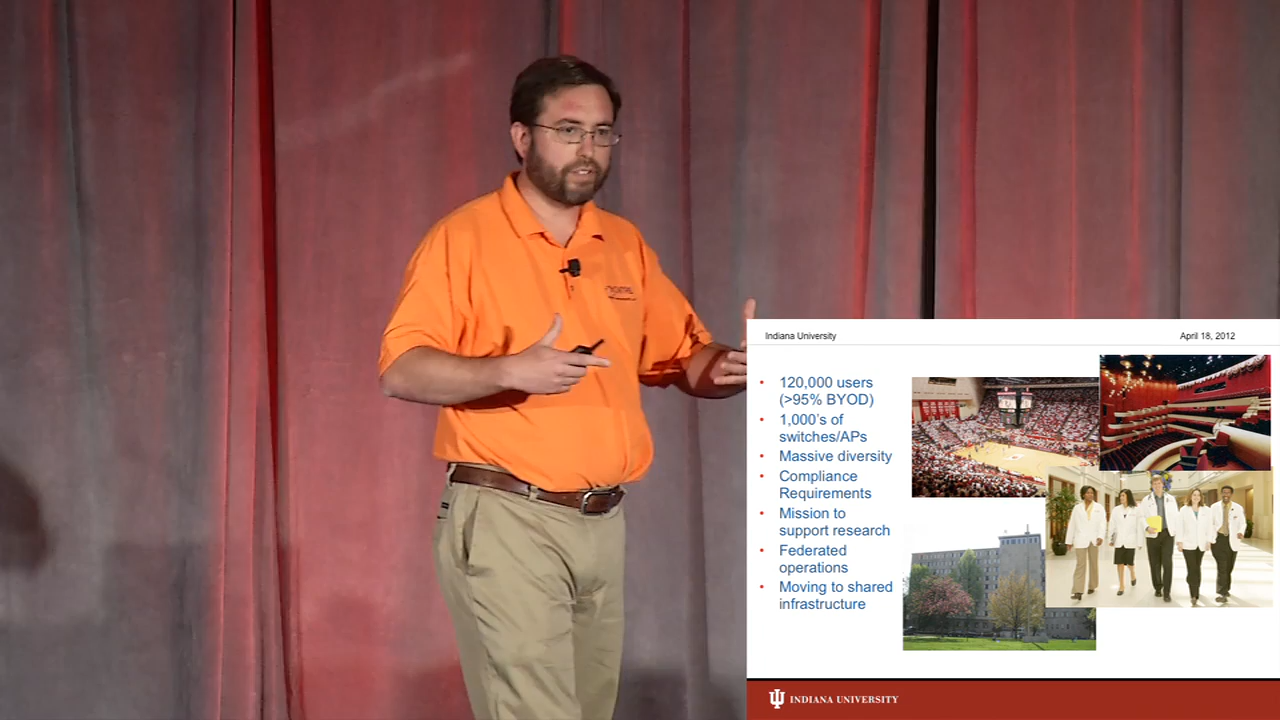 Indiana University
April 18, 2012
• 120,000 users
(>95% BYOD)
• 1,000's of
switches/APs
• Massive diversity
• Compliance
Requirements
• Mission to
support research
• Federated
operations
• Moving to shared
infrastructure
INDIANA UNIVERSITY